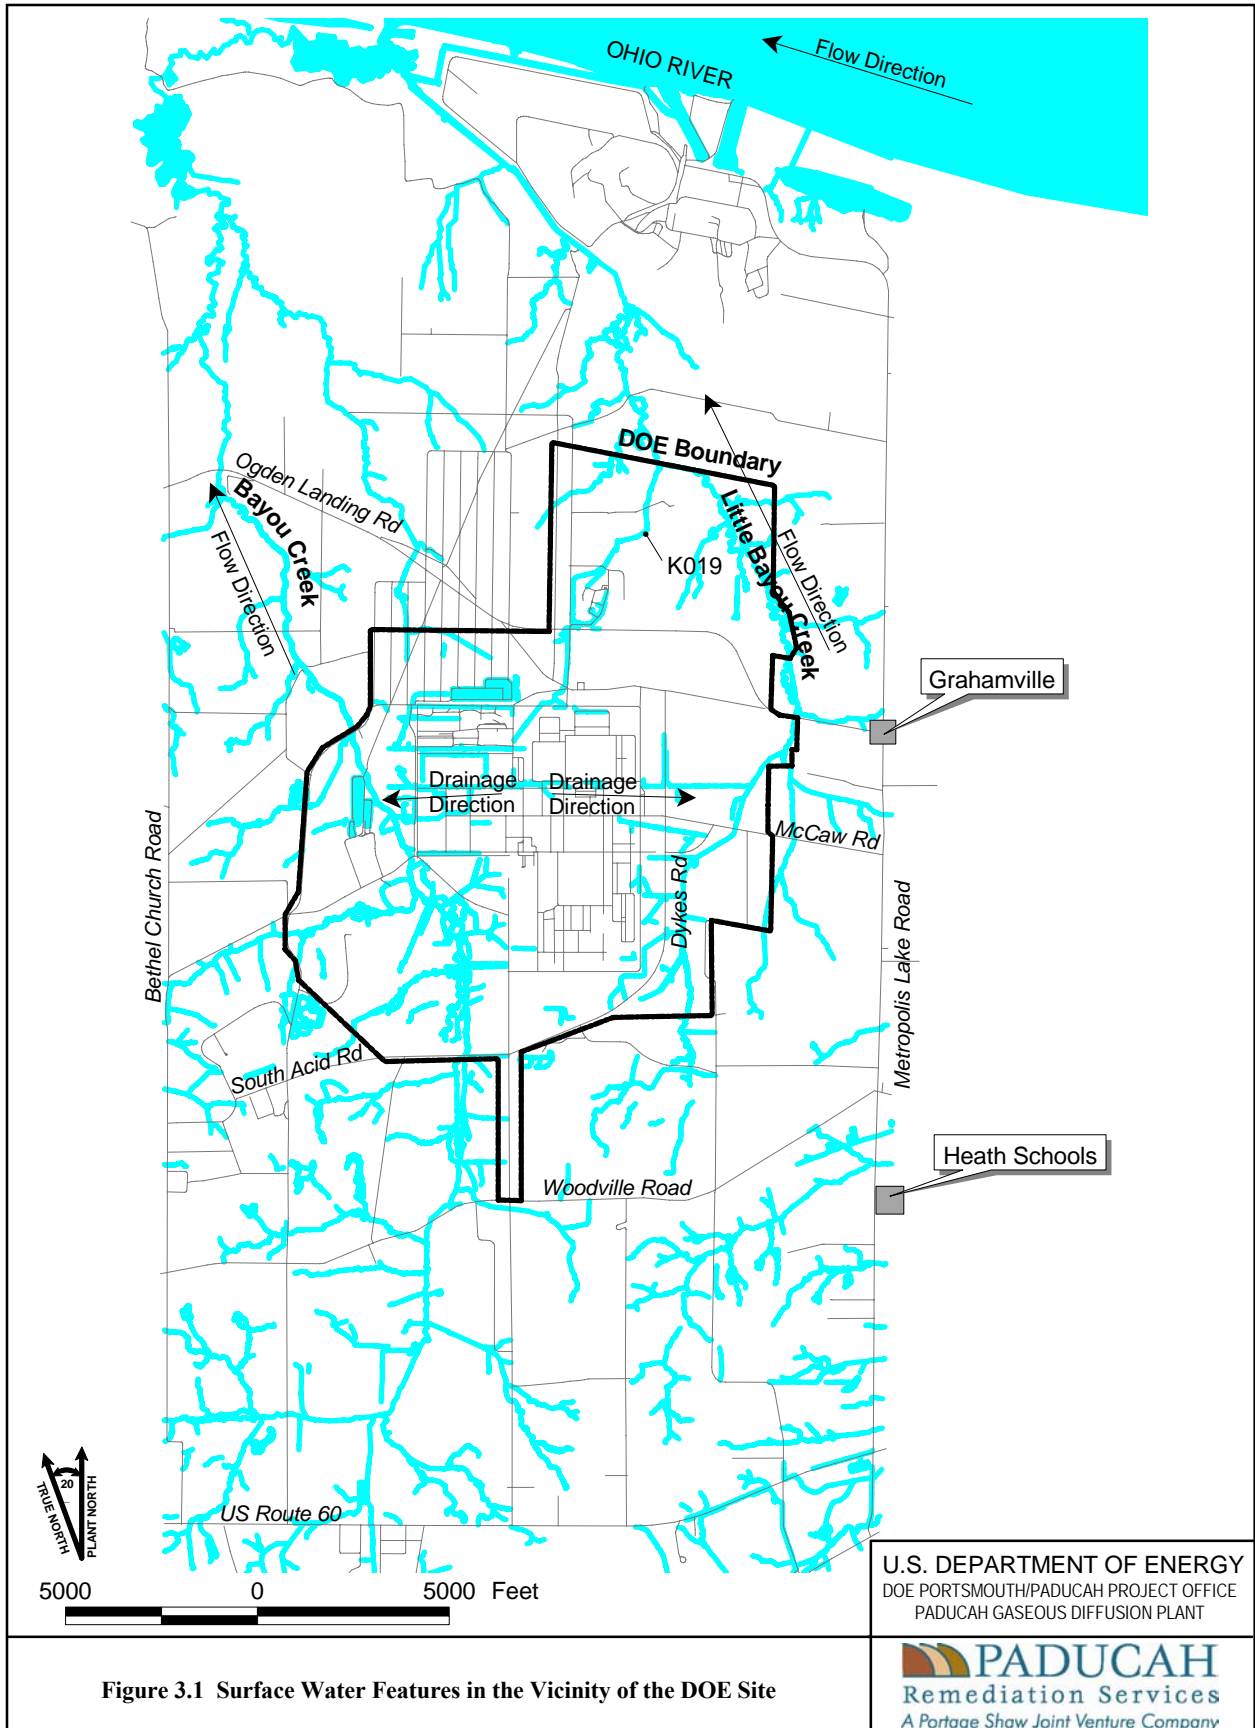 OHIO RIVER
Flow Direction
DOE Boundary
Ogden Landing Rd
Bayou Creek
Flow Direction
Little Bayou Creek
Flow Direction
K019
Grahamville
Drainage
Direction
Drainage
Direction
McCaw Rd
Dykes Rd
Bethel Church Road
Metropolis Lake Road
South Acid Rd
Heath Schools
Woodville Road
US Route 60
20
TRUE NORTH
PLANT NORTH
5000 0 5000 Feet
U.S. DEPARTMENT OF ENERGY
DOE PORTSMOUTH/PADUCAH PROJECT OFFICE
PADUCAH GASEOUS DIFFUSION PLANT
Figure 3.1 Surface Water Features in the Vicinity of the DOE Site
PADUCAH
Remediation Services
A Portage Shaw Joint Venture Company